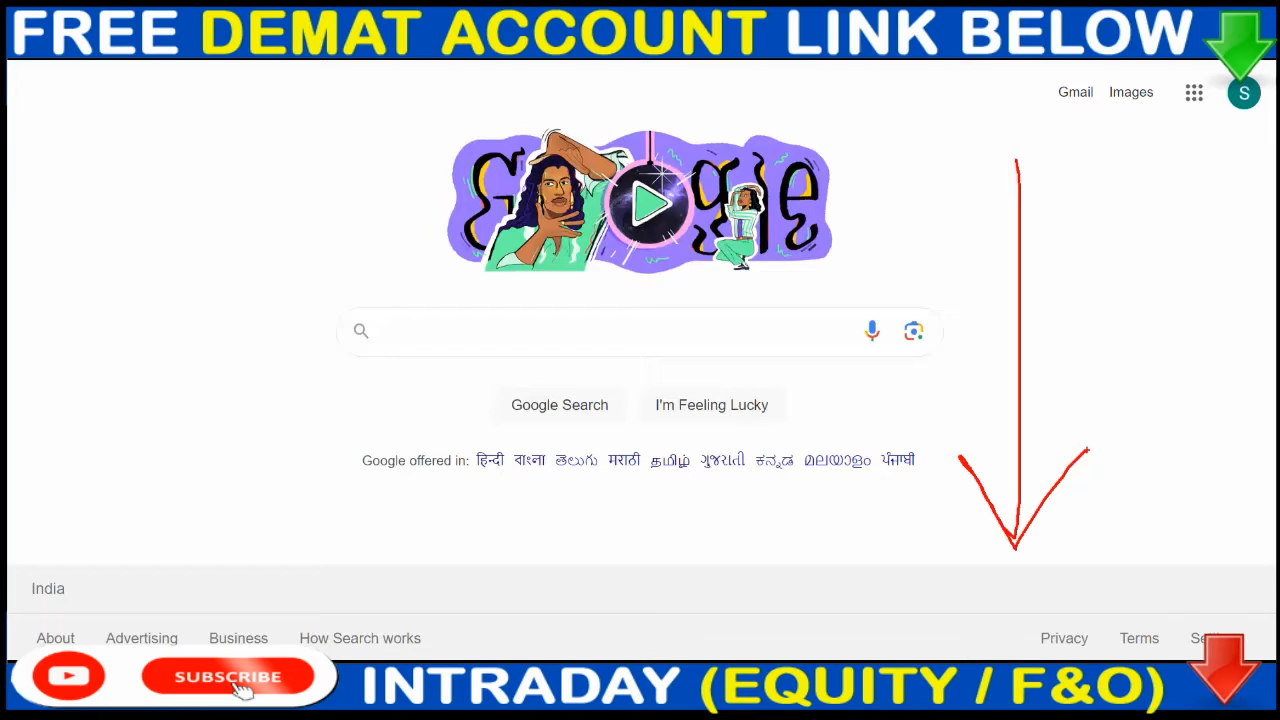 FREE DEMAT ACCOUNT LINK BELOW
Gmail Images
S
Google
Google Search I'm Feeling Lucky
Google offered in: हिन्दी বাংলা తెలుగు मराठी தமிழ் ગુજરાતી ಕನ್ನಡ മലയാളം ਪੰਜਾਬੀ
India
About Advertising Business How Search works Privacy Terms
SUBSCRIBE
INTRADAY (EQUITY / F&O)